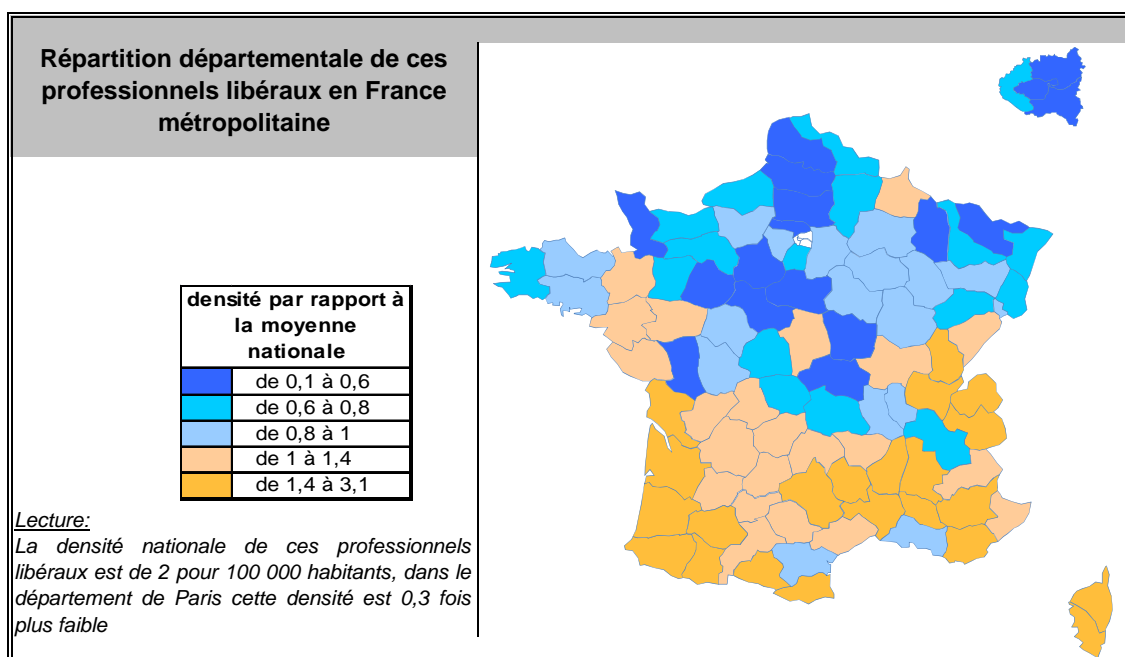 Répartition départementale de ces
professionnels libéraux en France
métropolitaine
densité par rapport à
la moyenne
nationale
de 0,1 à 0,6
de 0,6 à 0,8
de 0,8 à 1
de 1 à 1,4
de 1,4 à 3,1
Lecture:
La densité nationale de ces professionnels
libéraux est de 2 pour 100 000 habitants, dans le
département de Paris cette densité est 0,3 fois
plus faible